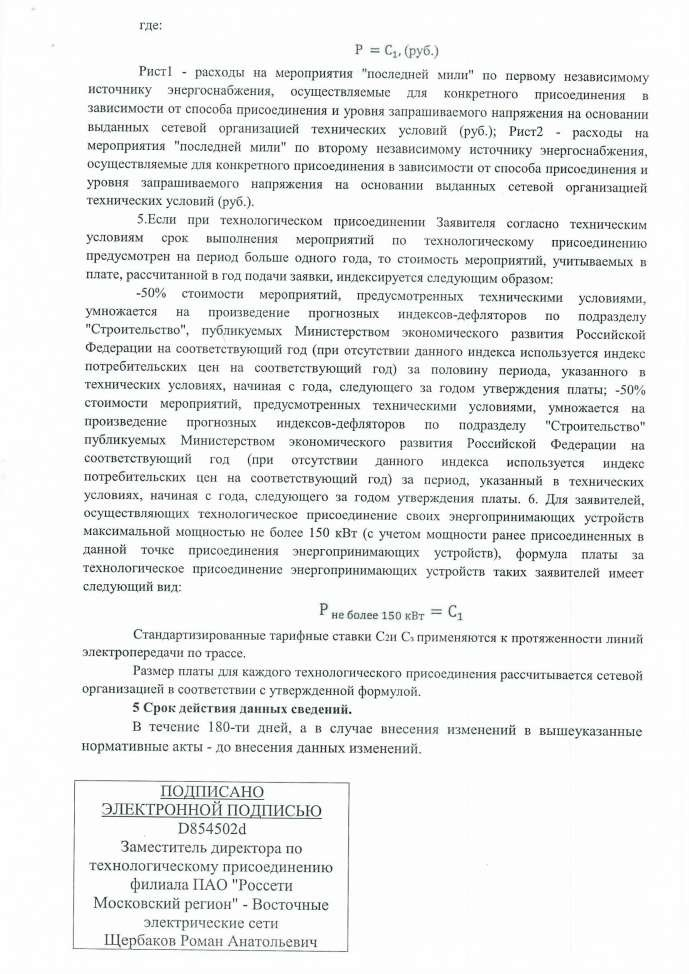 где:
P = C₁, (руб.)
Рист1 - расходы на мероприятия "последней мили" по первому независимому
источнику энергоснабжения, осуществляемые для конкретного присоединения в
зависимости от способа присоединения и уровня запрашиваемого напряжения на основании
выданных сетевой организацией технических условий (руб.); Рист2 - расходы на
мероприятия "последней мили" по второму независимому источнику энергоснабжения,
осуществляемые для конкретного присоединения в зависимости от способа присоединения и
уровня запрашиваемого напряжения на основании выданных сетевой организацией
технических условий (руб.).
5.Если при технологическом присоединении Заявителя согласно техническим
условиям срок выполнения мероприятий по технологическому присоединению
предусмотрен на период больше одного года, то стоимость мероприятий, учитываемых в
плате, рассчитанной в год подачи заявки, индексируется следующим образом:
-50% стоимости мероприятий, предусмотренных техническими условиями,
умножается на произведение прогнозных индексов-дефляторов по подразделу
"Строительство", публикуемых Министерством экономического развития Российской
Федерации на соответствующий год (при отсутствии данного индекса используется индекс
потребительских цен на соответствующий год) за половину периода, указанного в
технических условиях, начиная с года, следующего за годом утверждения платы; -50%
стоимости мероприятий, предусмотренных техническими условиями, умножается на
произведение прогнозных индексов-дефляторов по подразделу "Строительство"
публикуемых Министерством экономического развития Российской Федерации на
соответствующий год (при отсутствии данного индекса используется индекс
потребительских цен на соответствующий год) за период, указанный в технических
условиях, начиная с года, следующего за годом утверждения платы. 6. Для заявителей,
осуществляющих технологическое присоединение своих энергопринимающих устройств
максимальной мощностью не более 150 кВт (с учетом мощности ранее присоединенных в
данной точке присоединения энергопринимающих устройств), формула платы за
технологическое присоединение энергопринимающих устройств таких заявителей имеет
следующий вид:
P не более 150 кВт = C₁
Стандартизированные тарифные ставки С₂и С₃ применяются к протяженности линий
электропередачи по трассе.
Размер платы для каждого технологического присоединения рассчитывается сетевой
организацией в соответствии с утвержденной формулой.
5 Срок действия данных сведений.
В течение 180-ти дней, а в случае внесения изменений в вышеуказанные
нормативные акты - до внесения данных изменений.
ПОДПИСАНО
ЭЛЕКТРОННОЙ ПОДПИСЬЮ
D854502d
Заместитель директора по
технологическому присоединению
филиала ПАО "Россети
Московский регион" - Восточные
электрические сети
Щербаков Роман Анатольевич